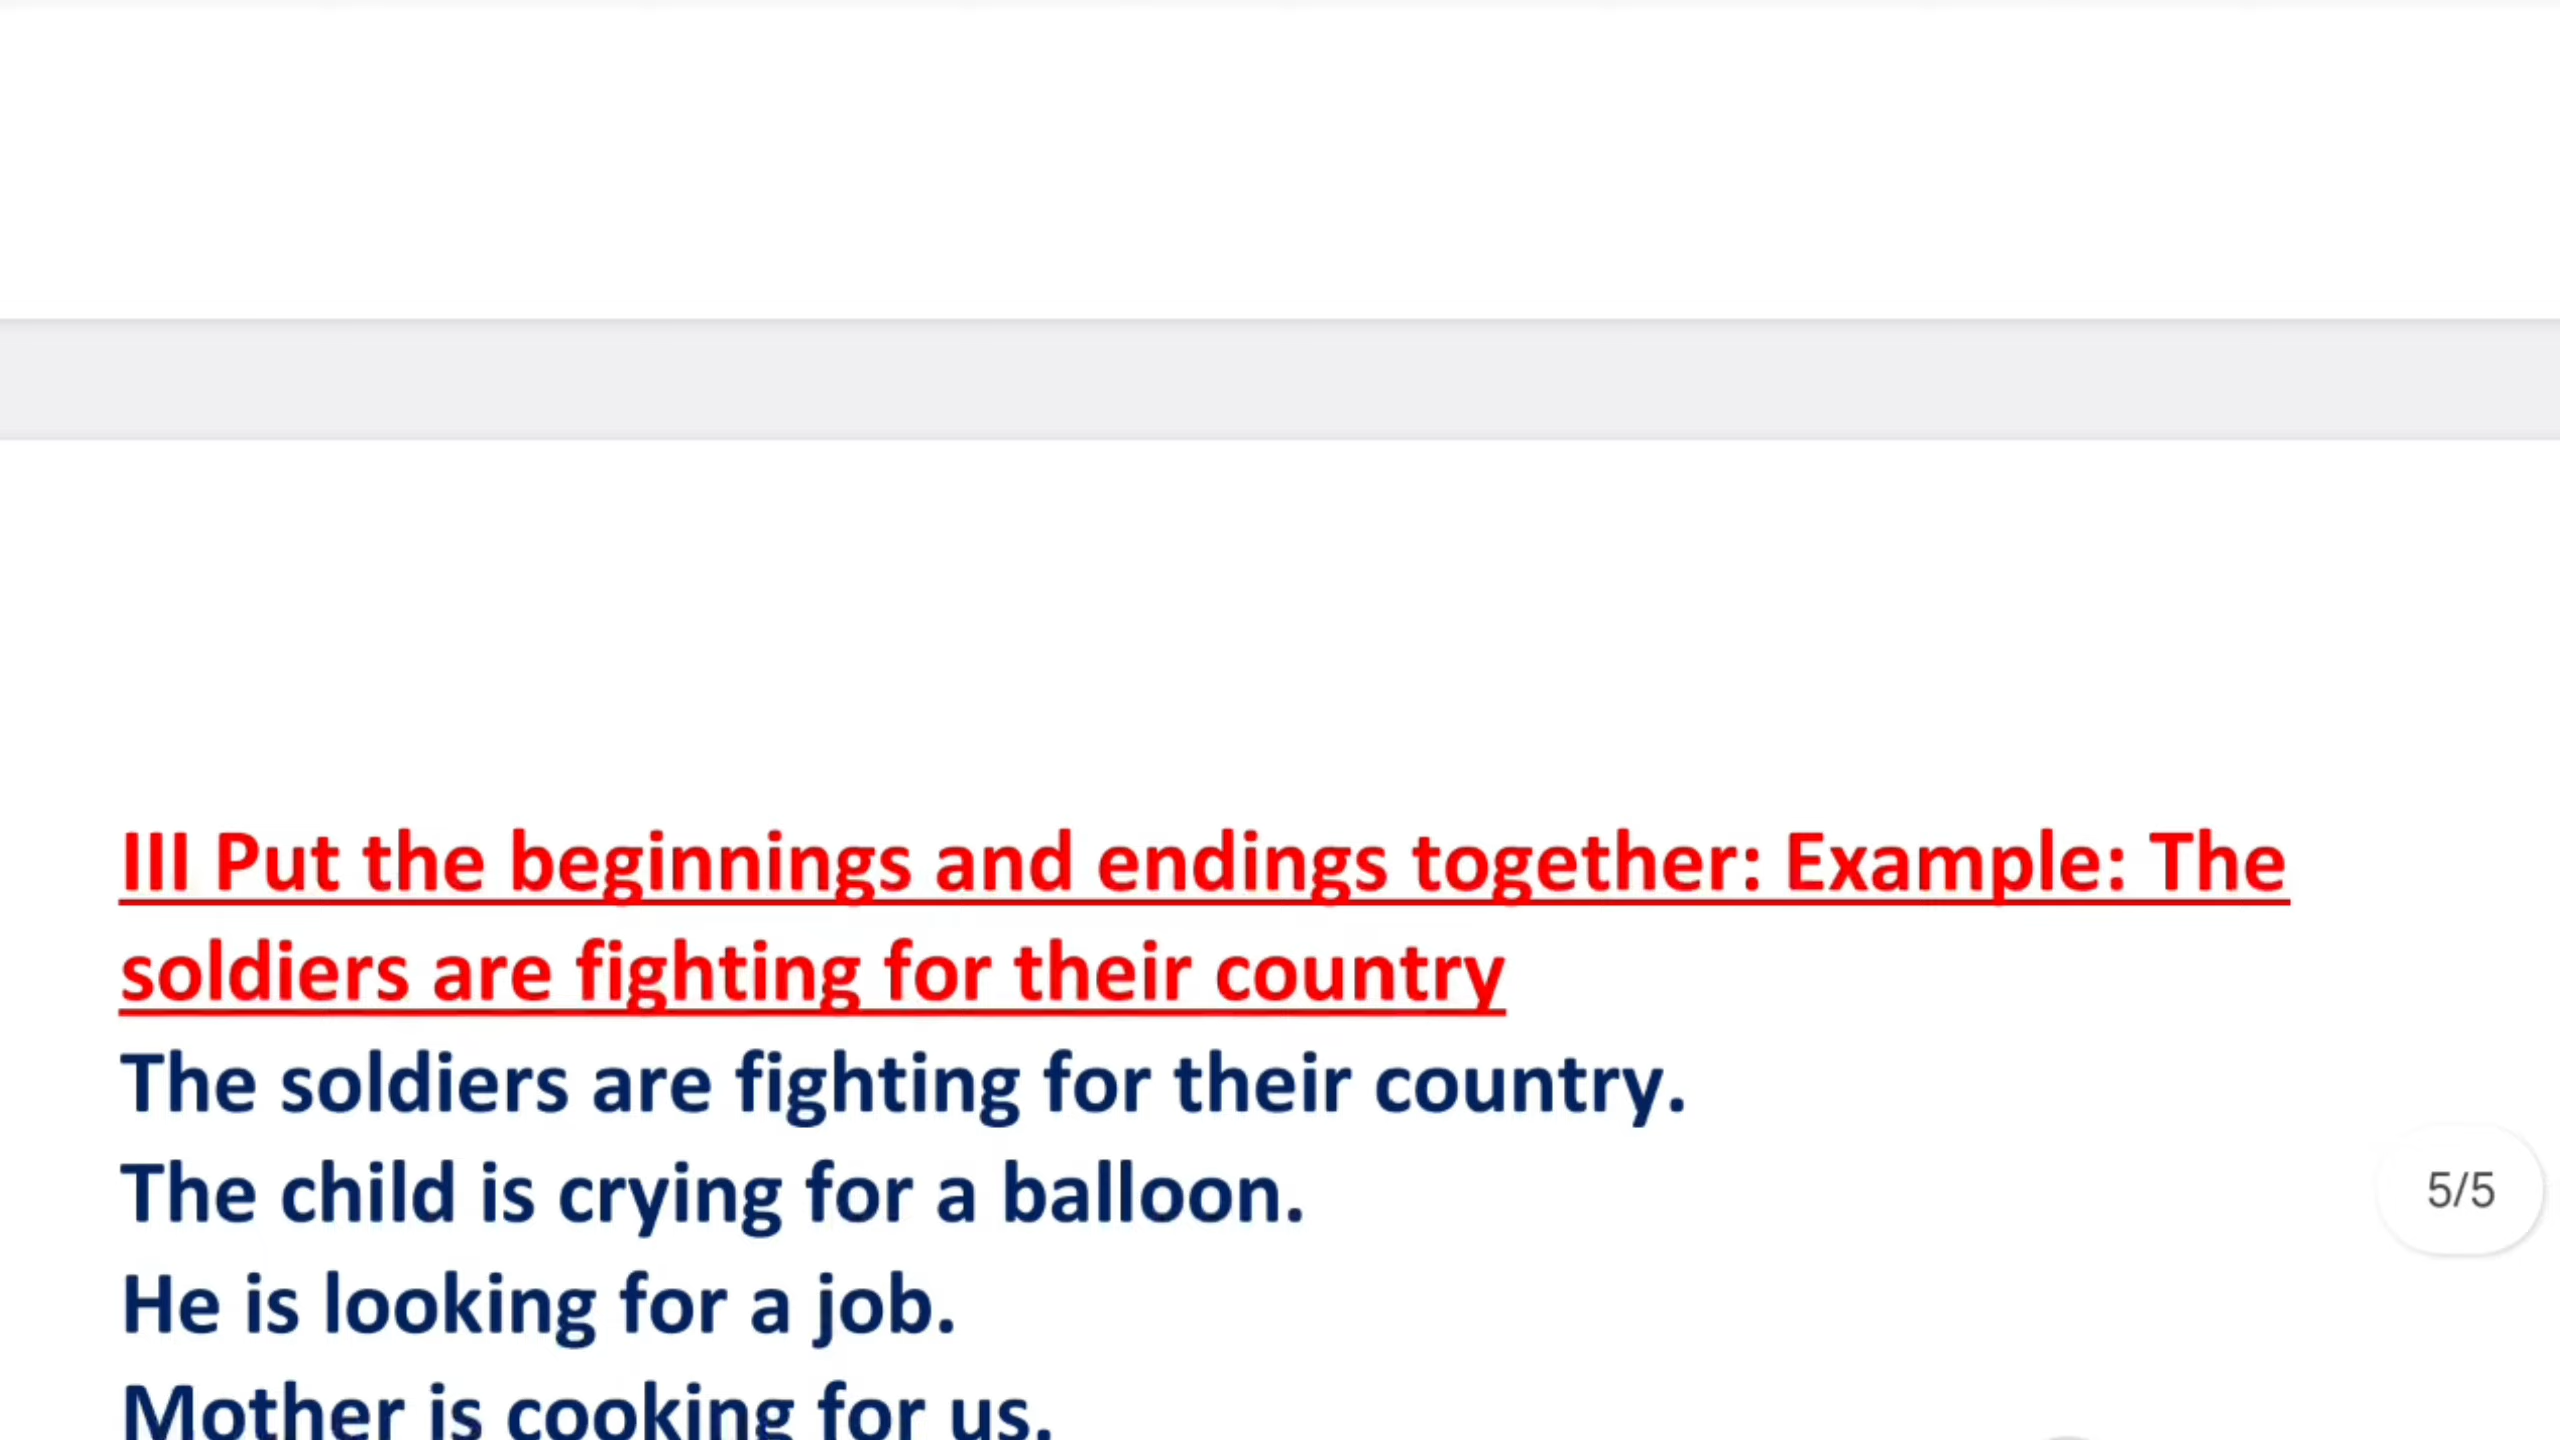 III Put the beginnings and endings together: Example: The
soldiers are fighting for their country
The soldiers are fighting for their country.
The child is crying for a balloon.
5/5
He is looking for a job.
Mother is cooking for us.